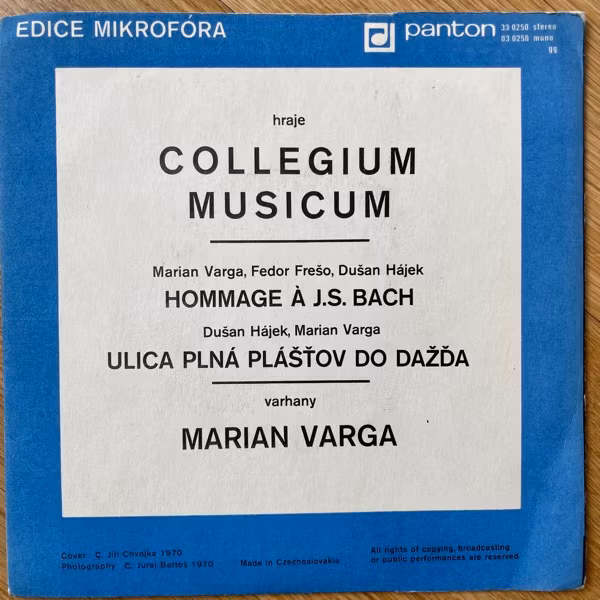 EDICE MIKROFÓRA
panton 33 0250 stereo
03 0250 mono
gg
hraje
COLLEGIUM
MUSICUM
Marian Varga, Fedor Frešo, Dušan Hájek
HOMMAGE À J.S. BACH
Dušan Hájek, Marian Varga
ULICA PLNÁ PLÁŠŤOV DO DAŽĎA
varhany
MARIAN VARGA
Cover C Jiří Chvojka 1970
Photography C Juraj Bartoš 1970
Made in Czechoslovakia
All rights of copying, broadcasting
or public performances are reserved